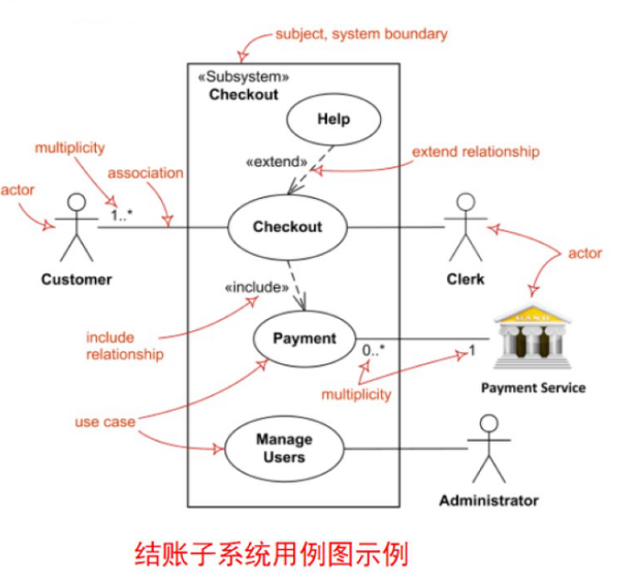 subject, system boundary
«Subsystem»
Checkout
Help
multiplicity
«extend»
extend relationship
association
actor
1..*
Checkout
Customer
Clerk
actor
«include»
include
relationship
Payment
0..*
1
BANK
multiplicity
Payment Service
use case
Manage
Users
Administrator
结账子系统用例图示例